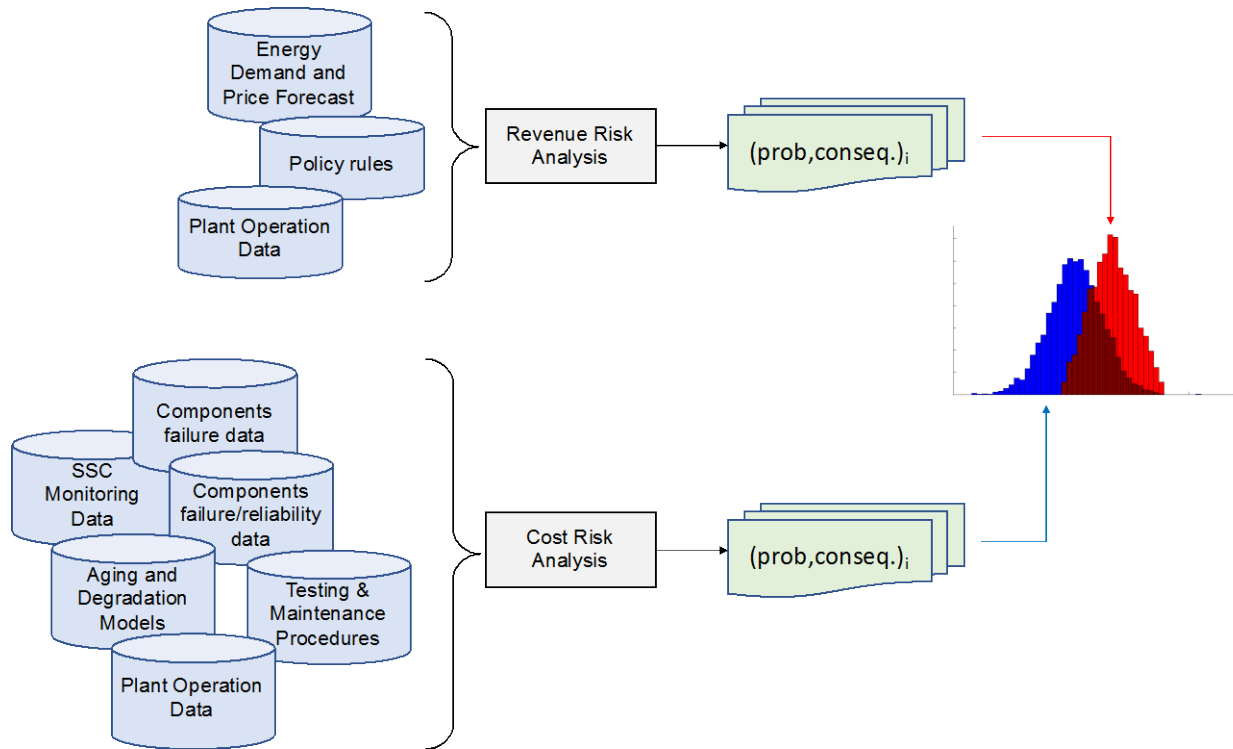 Energy
Demand and
Price Forecast
Policy rules
Plant Operation
Data
Revenue Risk
Analysis
(prob,conseq.)i
Components
failure data
SSC
Monitoring
Data
Components
failure/reliability
data
Aging and
Degradation
Models
Testing &
Maintenance
Procedures
Plant Operation
Data
Cost Risk
Analysis
(prob,conseq.)i